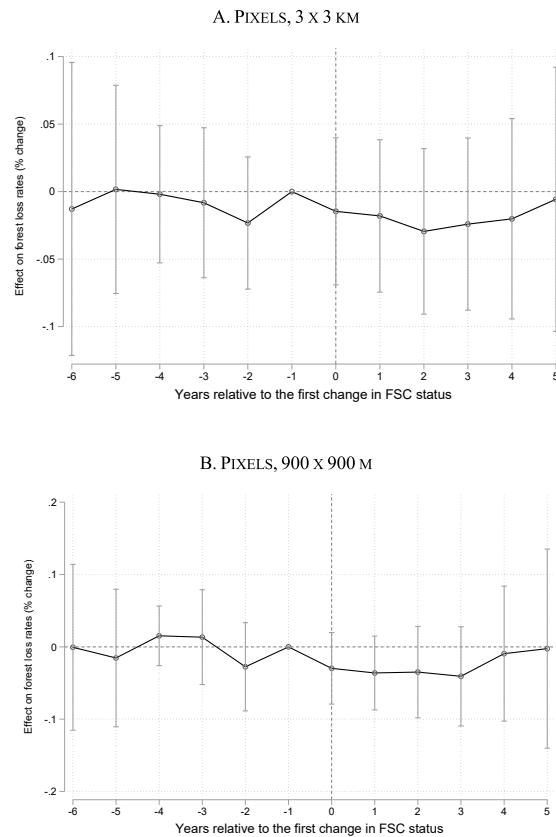 A. PIXELS, 3 X 3 KM
.1
.05
0
-.05
-.1
Effect on forest loss rates (% change)
-6 -5 -4 -3 -2 -1 0 1 2 3 4 5
Years relative to the first change in FSC status
B. PIXELS, 900 X 900 M
.2
.1
0
-.1
-.2
Effect on forest loss rates (% change)
-6 -5 -4 -3 -2 -1 0 1 2 3 4 5
Years relative to the first change in FSC status